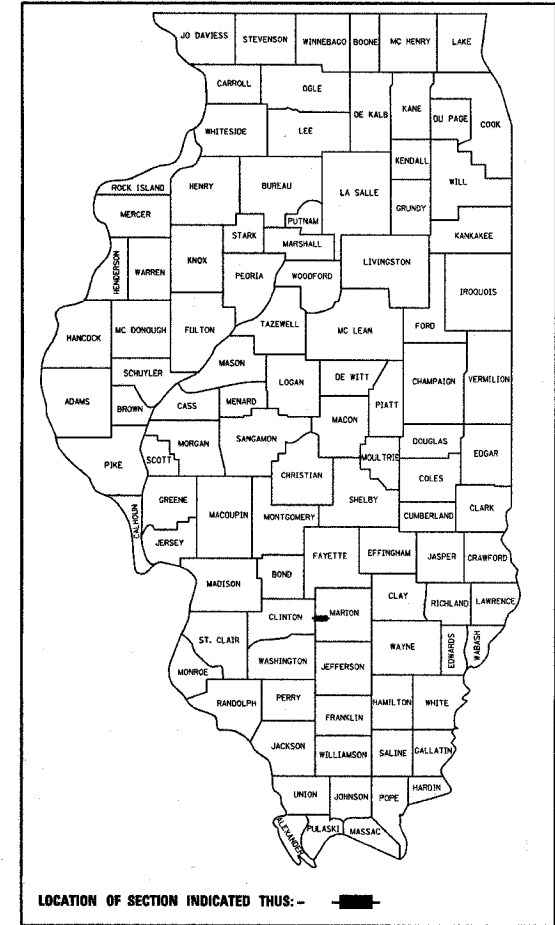 JO DAVIESS STEVENSON WINNEBAGO BOONE MC HENRY LAKE
CARROLL OGLE
DE KALB KANE DU PAGE COOK
WHITESIDE LEE
KENDALL WILL
ROCK ISLAND HENRY BUREAU LA SALLE
GRUNDY
MERCER PUTNAM
STARK MARSHALL KANKAKEE
HENDERSON WARREN KNOX LIVINGSTON
PEORIA WOODFORD IROQUOIS
HANCOCK MC DONOUGH FULTON TAZEWELL MC LEAN FORD
MASON
SCHUYLER DE WITT
ADAMS BROWN CASS MENARD LOGAN CHAMPAIGN VERMILION
PIATT
MACON
MORGAN SANGAMON DOUGLAS
PIKE SCOTT MOULTRIE EDGAR
CHRISTIAN COLES
GREENE SHELBY
CALHOUN MACOUPIN MONTGOMERY CUMBERLAND CLARK
JERSEY FAYETTE EFFINGHAM JASPER CRAWFORD
MADISON BOND
CLAY RICHLAND LAWRENCE
CLINTON MARION
ST. CLAIR WAYNE EDWARDS WABASH
WASHINGTON JEFFERSON
MONROE
RANDOLPH PERRY HAMILTON WHITE
FRANKLIN
JACKSON WILLIAMSON SALINE GALLATIN
UNION JOHNSON POPE HARDIN
ALEXANDER PULASKI MASSAC
LOCATION OF SECTION INDICATED THUS: -